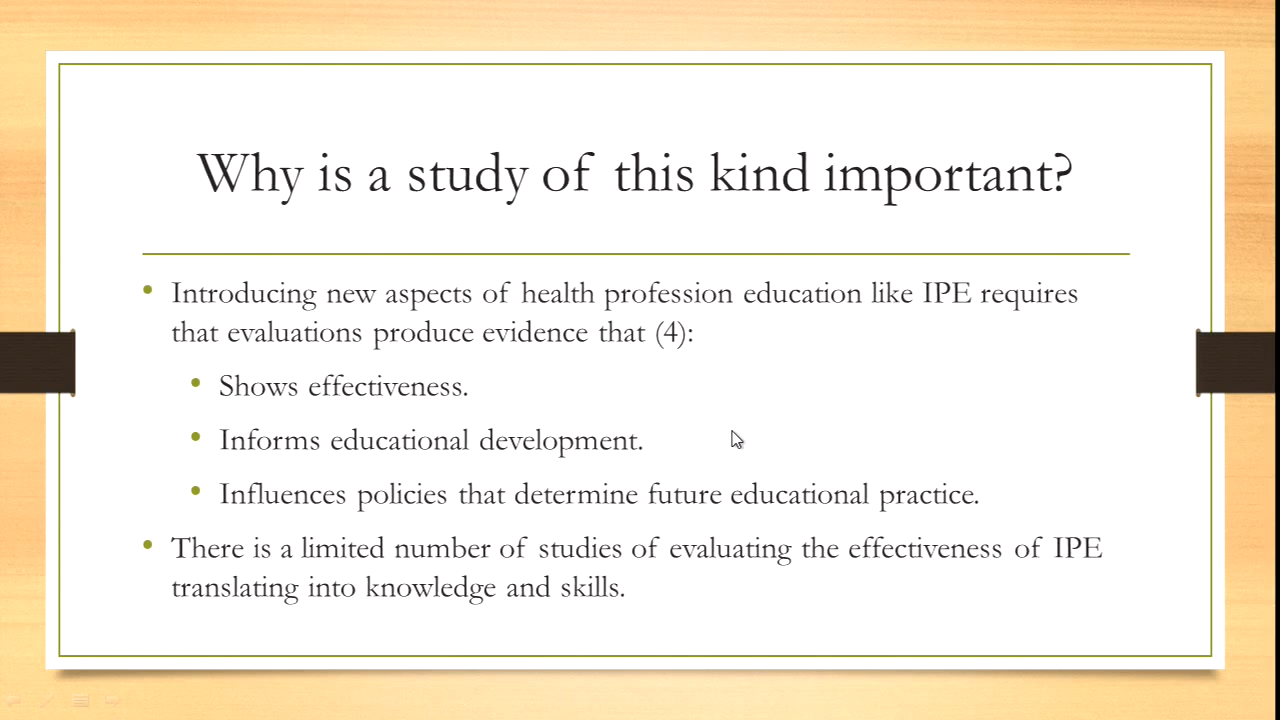 Why is a study of this kind important?
• Introducing new aspects of health profession education like IPE requires
that evaluations produce evidence that (4):
• Shows effectiveness.
• Informs educational development.
• Influences policies that determine future educational practice.
• There is a limited number of studies of evaluating the effectiveness of IPE
translating into knowledge and skills.